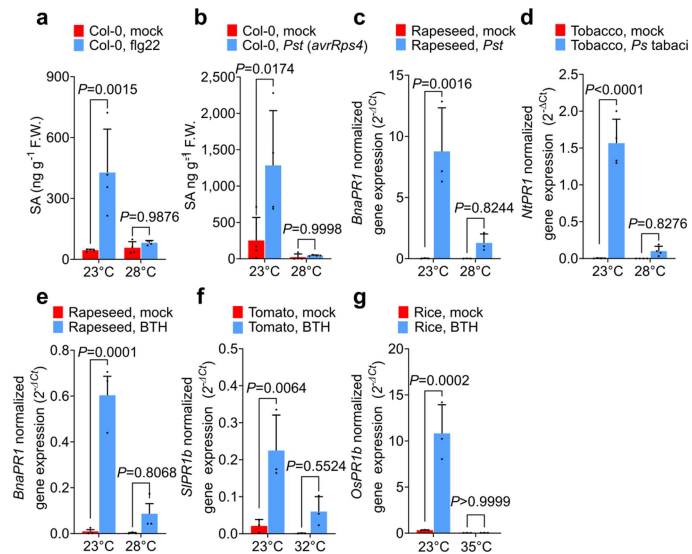 a
Col-0, mock
Col-0, flg22
SA (ng g-1 F.W.)
900
600
300
0
P=0.0015
P=0.9876
23°C 28°C
b
Col-0, mock
Col-0, Pst (avrRps4)
SA ng g-1 F.W.
2,500
2,000
1,500
1,000
500
0
P=0.0174
P=0.9998
23°C 28°C
c
Rapeseed, mock
Rapeseed, Pst
BnaPR1 normalized
gene expression (2-ΔCt)
15
10
5
0
P=0.0016
P=0.8244
23°C 28°C
d
Tobacco, mock
Tobacco, Ps tabaci
NtPR1 normalized
gene expression (2-ΔCt)
2.5
2.0
1.5
1.0
0.5
0.0
P<0.0001
P=0.8276
23°C 28°C
e
Rapeseed, mock
Rapeseed, BTH
BnaPR1 normalized
gene expression (2-ΔCt)
0.8
0.6
0.4
0.2
0.0
P=0.0001
P=0.8068
23°C 28°C
f
Tomato, mock
Tomato, BTH
SlPR1b normalized
gene expression (2-ΔCt)
0.5
0.4
0.3
0.2
0.1
0.0
P=0.0064
P=0.5524
23°C 32°C
g
Rice, mock
Rice, BTH
OsPR1b normalized
gene expression (2-ΔCt)
20
15
10
5
0
P=0.0002
P>0.9999
23°C 35°C